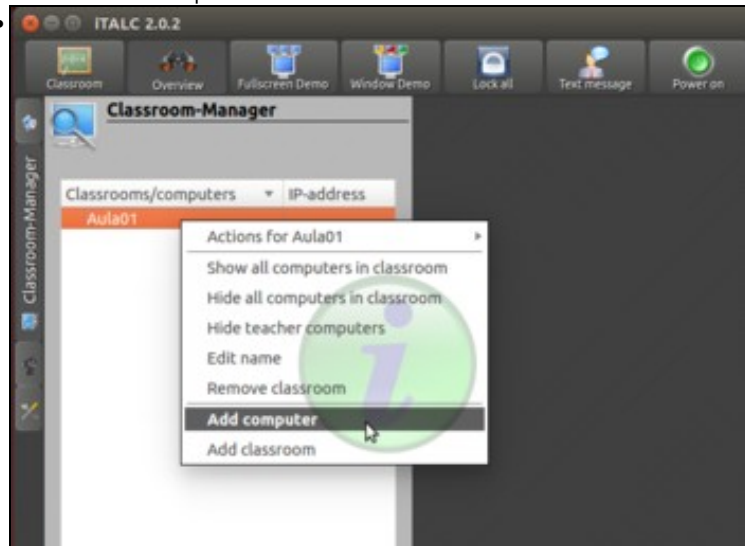 iTALC 2.0.2
Classroom Overview Fullscreen Demo Window Demo Lock all Text message Power on
Classroom-Manager
Classroom-Manager
Classrooms/computers IP-address
Aula01
Actions for Aula01
Show all computers in classroom
Hide all computers in classroom
Hide teacher computers
Edit name
Remove classroom
Add computer
Add classroom